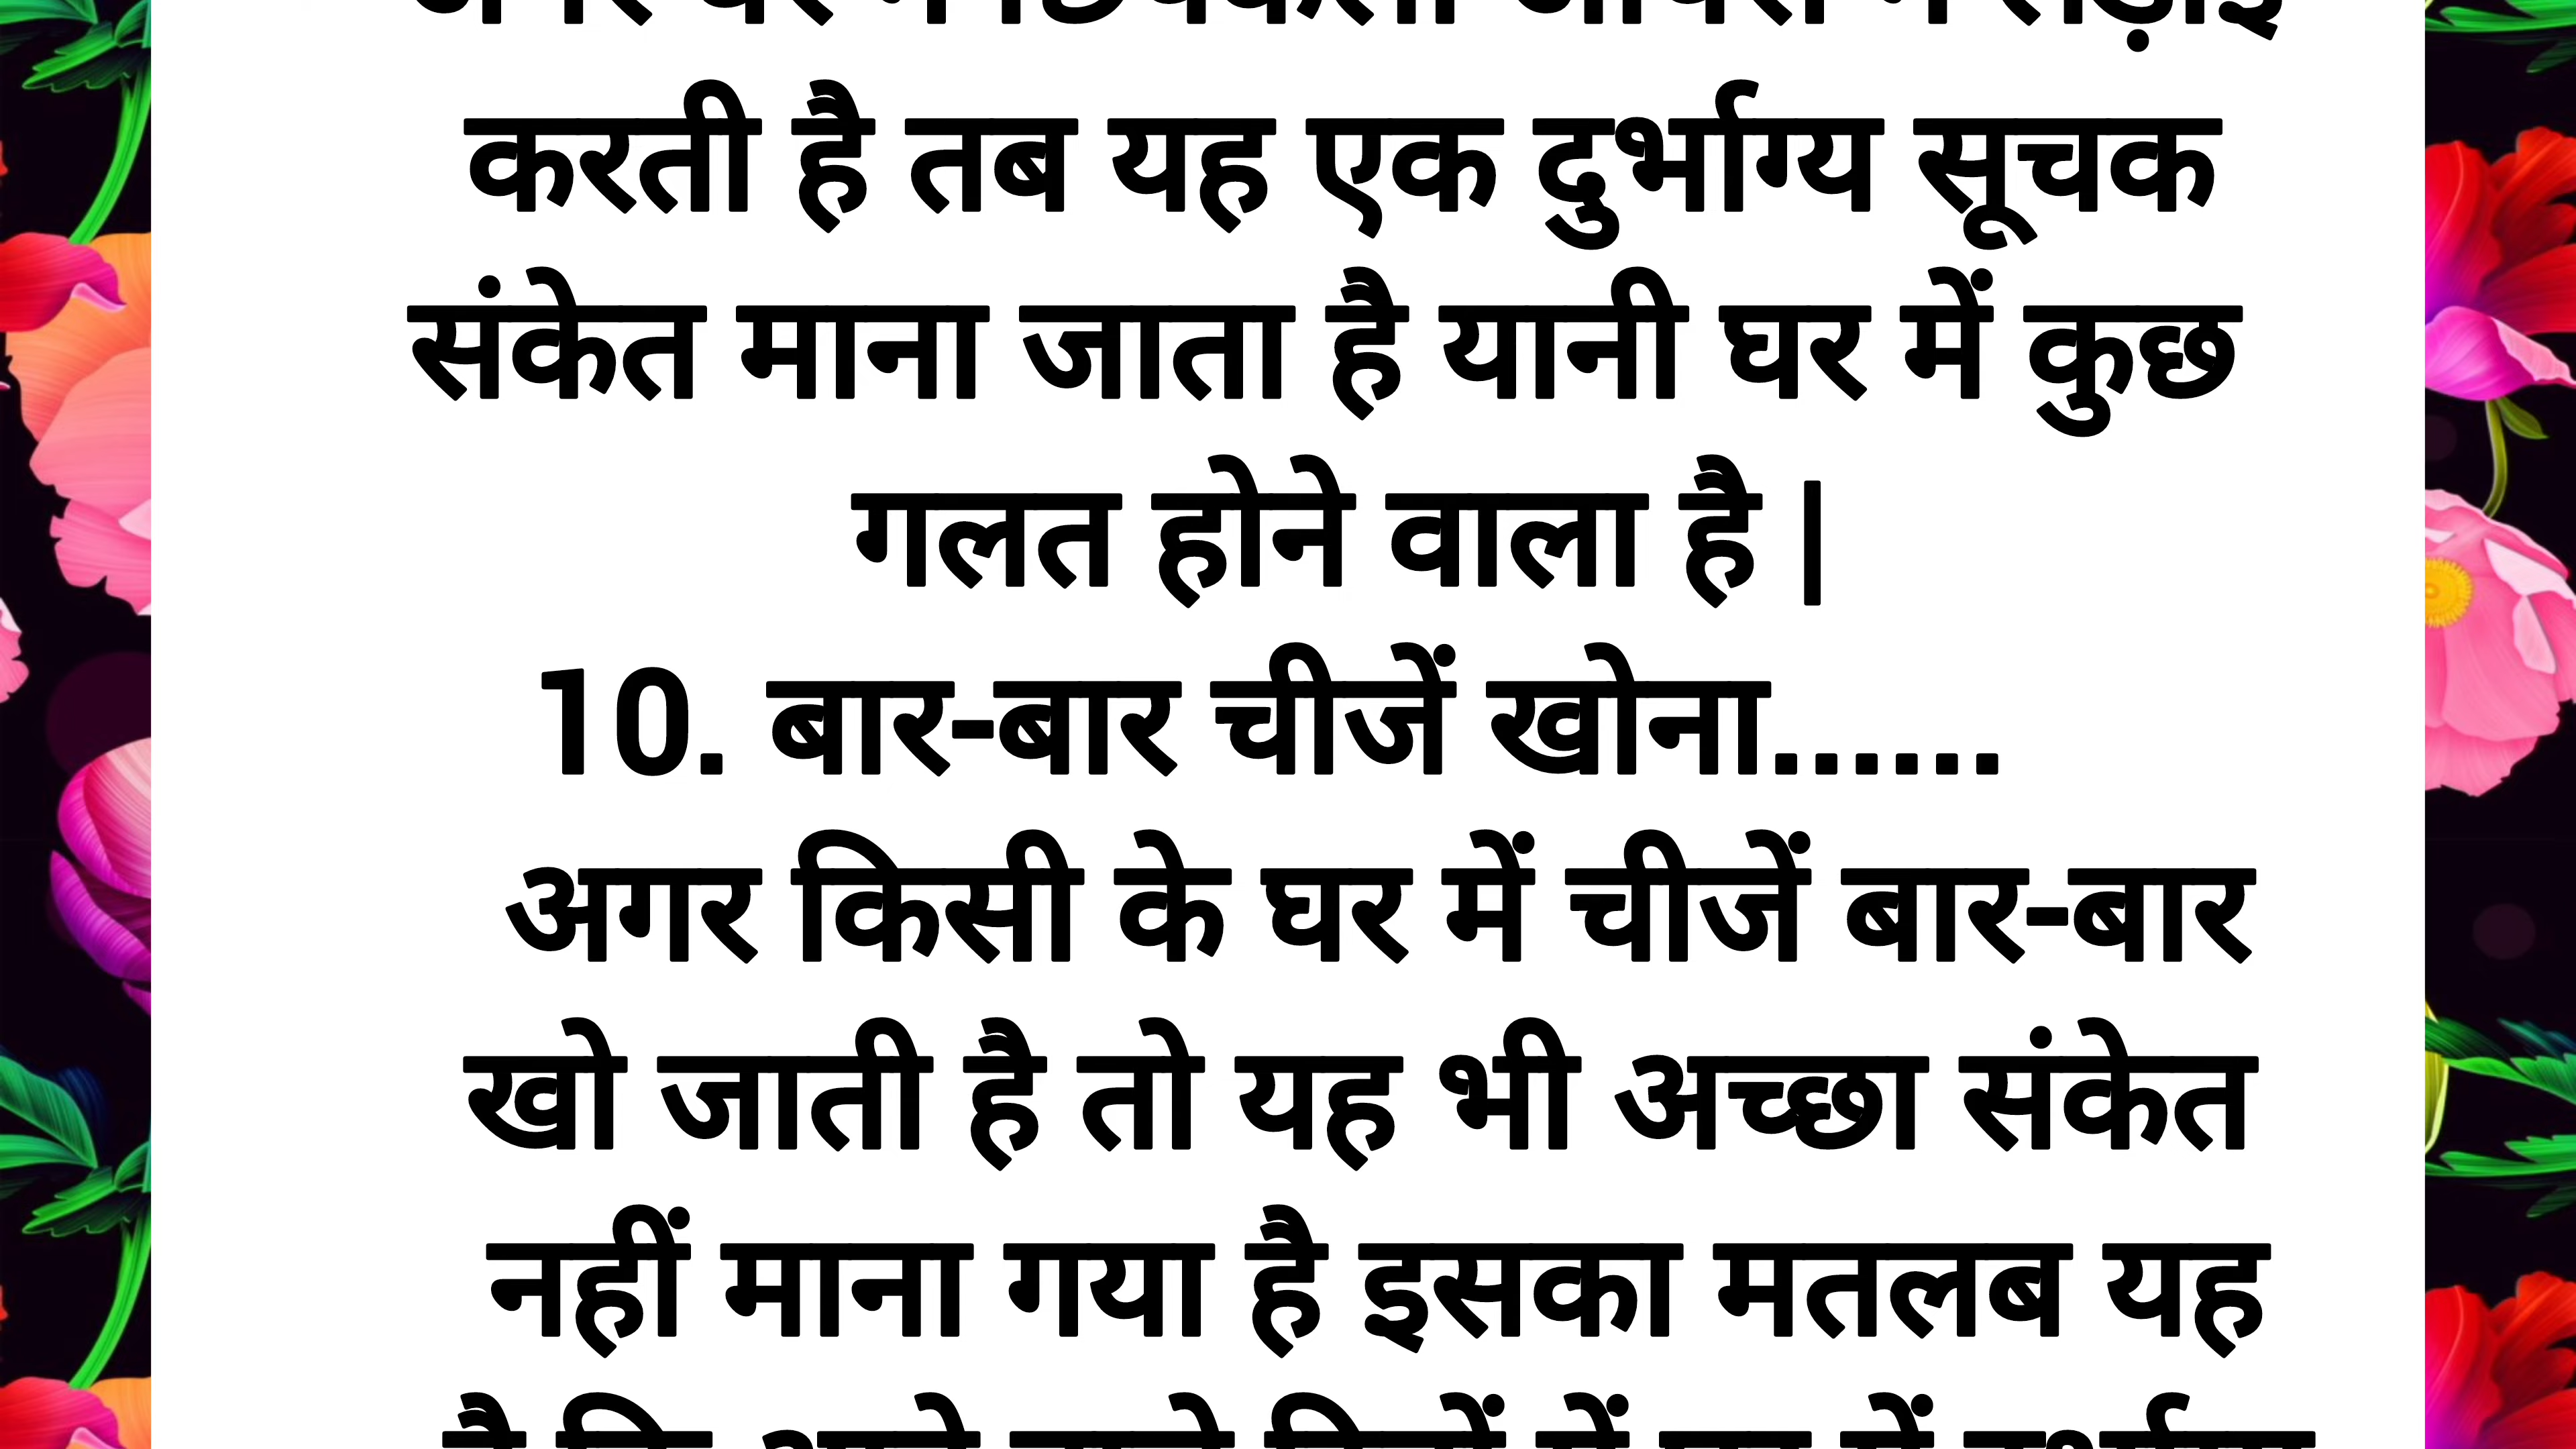 करती है तब यह एक दुर्भाग्य सूचक
संकेत माना जाता है यानी घर में कुछ
गलत होने वाला है |
10. बार-बार चीजें खोना......
अगर किसी के घर में चीजें बार-बार
खो जाती है तो यह भी अच्छा संकेत
नहीं माना गया है इसका मतलब यह